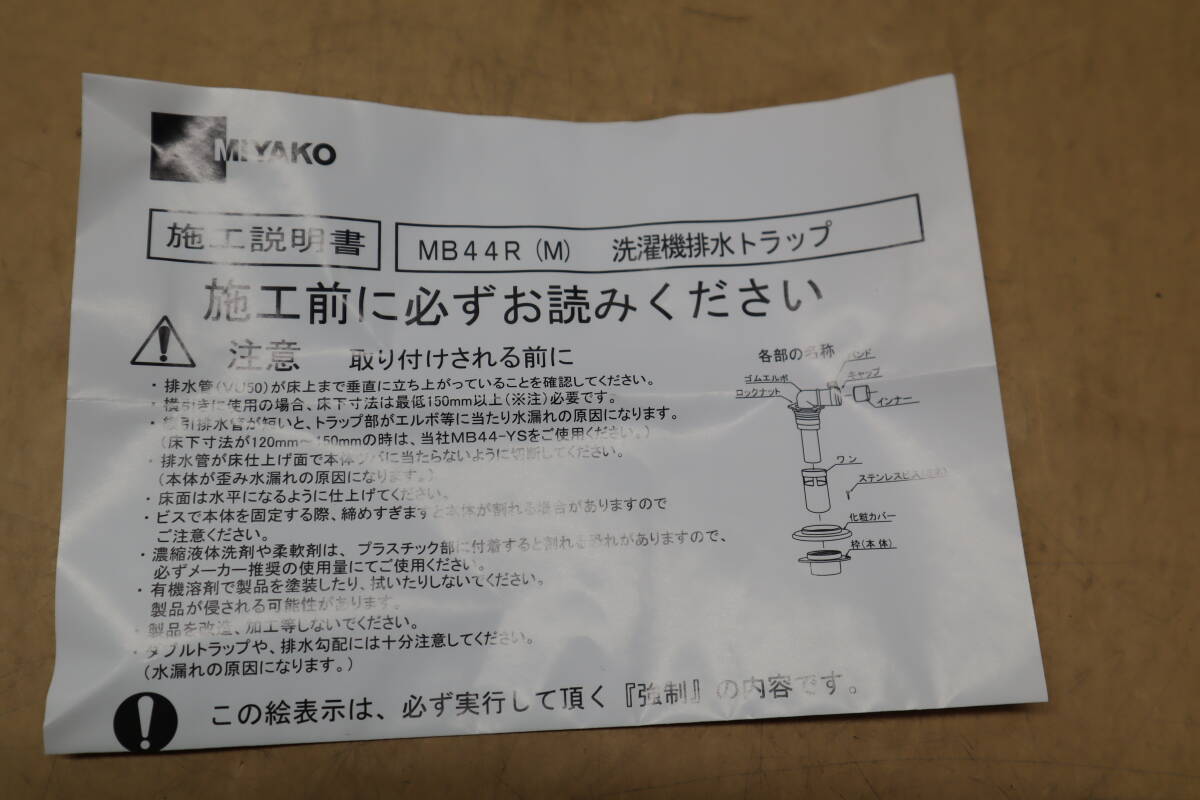 MIYAKO
施工説明書
MB44R (M) 洗濯機排水トラップ
施工前に必ずお読みください
注意 取り付けされる前に
・排水管(VU50)が床上まで垂直に立ち上がっていることを確認してください。
・横引きに使用の場合、床下寸法は最低150mm以上(※注)必要です。
・横引排水管が短いと、トラップ部がエルボ等に当たり水漏れの原因になります。
(床下寸法が120mm～150mmの時は、当社MB44-YSをご使用ください。)
・排水管が床仕上げ面で本体ツバに当たらないように切断してください。
(本体が歪み水漏れの原因になります。)
・床面は水平になるように仕上げてください。
・ビスで本体を固定する際、締めすぎますと本体が割れる場合がありますので
ご注意ください。
・濃縮液体洗剤や柔軟剤は、プラスチック部に付着すると割れる恐れがありますので、
必ずメーカー推奨の使用量にてご使用ください。
・有機溶剤で製品を塗装したり、拭いたりしないでください。
製品が侵される可能性があります。
・製品を改造、加工等しないでください。
・ダブルトラップや、排水勾配には十分注意してください。
(水漏れの原因になります。)
この絵表示は、必ず実行して頂く『強制』の内容です。
各部の名称
バンド
ゴムエルボ
キャップ
ロックナット
インナー
ワン
ステンレスビス
化粧カバー
枠(本体)